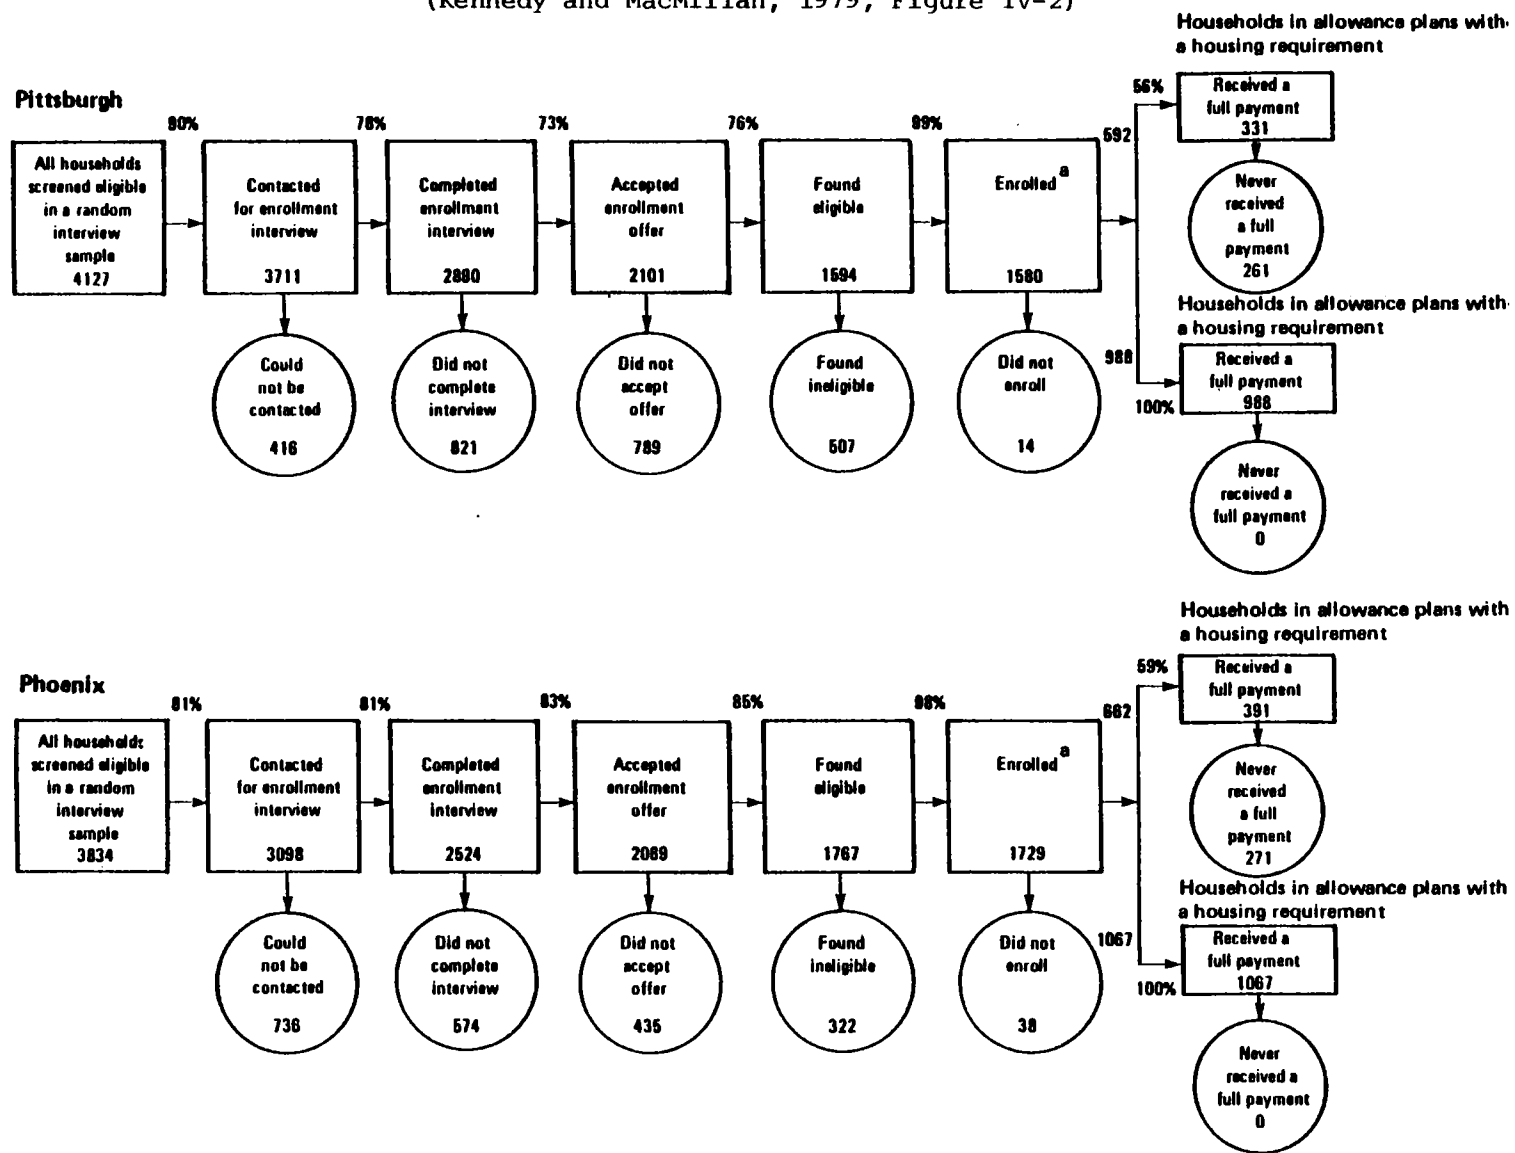 (Kennedy and MacMillan, 1979, Figure IV-2)
Households in allowance plans with
a housing requirement
Pittsburgh
90%
78%
73%
76%
99%
592
56%
All households
screened eligible
in a random
interview
sample
4127
Contacted
for enrollment
interview
3711
Completed
enrollment
interview
2890
Accepted
enrollment
offer
2101
Found
eligible
1594
Enrolled a
1580
Received a
full payment
331
Never
received
a full
payment
261
Could
not be
contacted
416
Did not
complete
interview
821
Did not
accept
offer
789
Found
ineligible
507
Did not
enroll
14
Households in allowance plans with
a housing requirement
988
100%
Received a
full payment
988
Never
received a
full payment
0
Households in allowance plans with
a housing requirement
Phoenix
81%
81%
83%
85%
98%
662
59%
All households
screened eligible
in a random
interview
sample
3834
Contacted
for enrollment
interview
3098
Completed
enrollment
interview
2524
Accepted
enrollment
offer
2089
Found
eligible
1767
Enrolled a
1729
Received a
full payment
391
Never
received
a full
payment
271
Could
not be
contacted
736
Did not
complete
interview
574
Did not
accept
offer
435
Found
ineligible
322
Did not
enroll
38
Households in allowance plans with
a housing requirement
1067
100%
Received a
full payment
1067
Never
received a
full payment
0